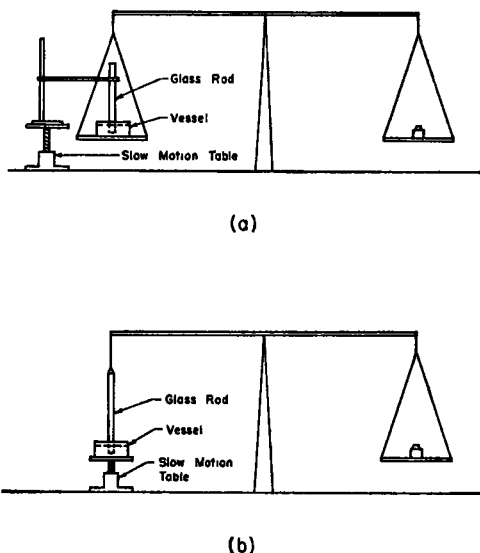 Glass Rod
Vessel
Slow Motion Table
(a)
Glass Rod
Vessel
Slow Motion
Table
(b)